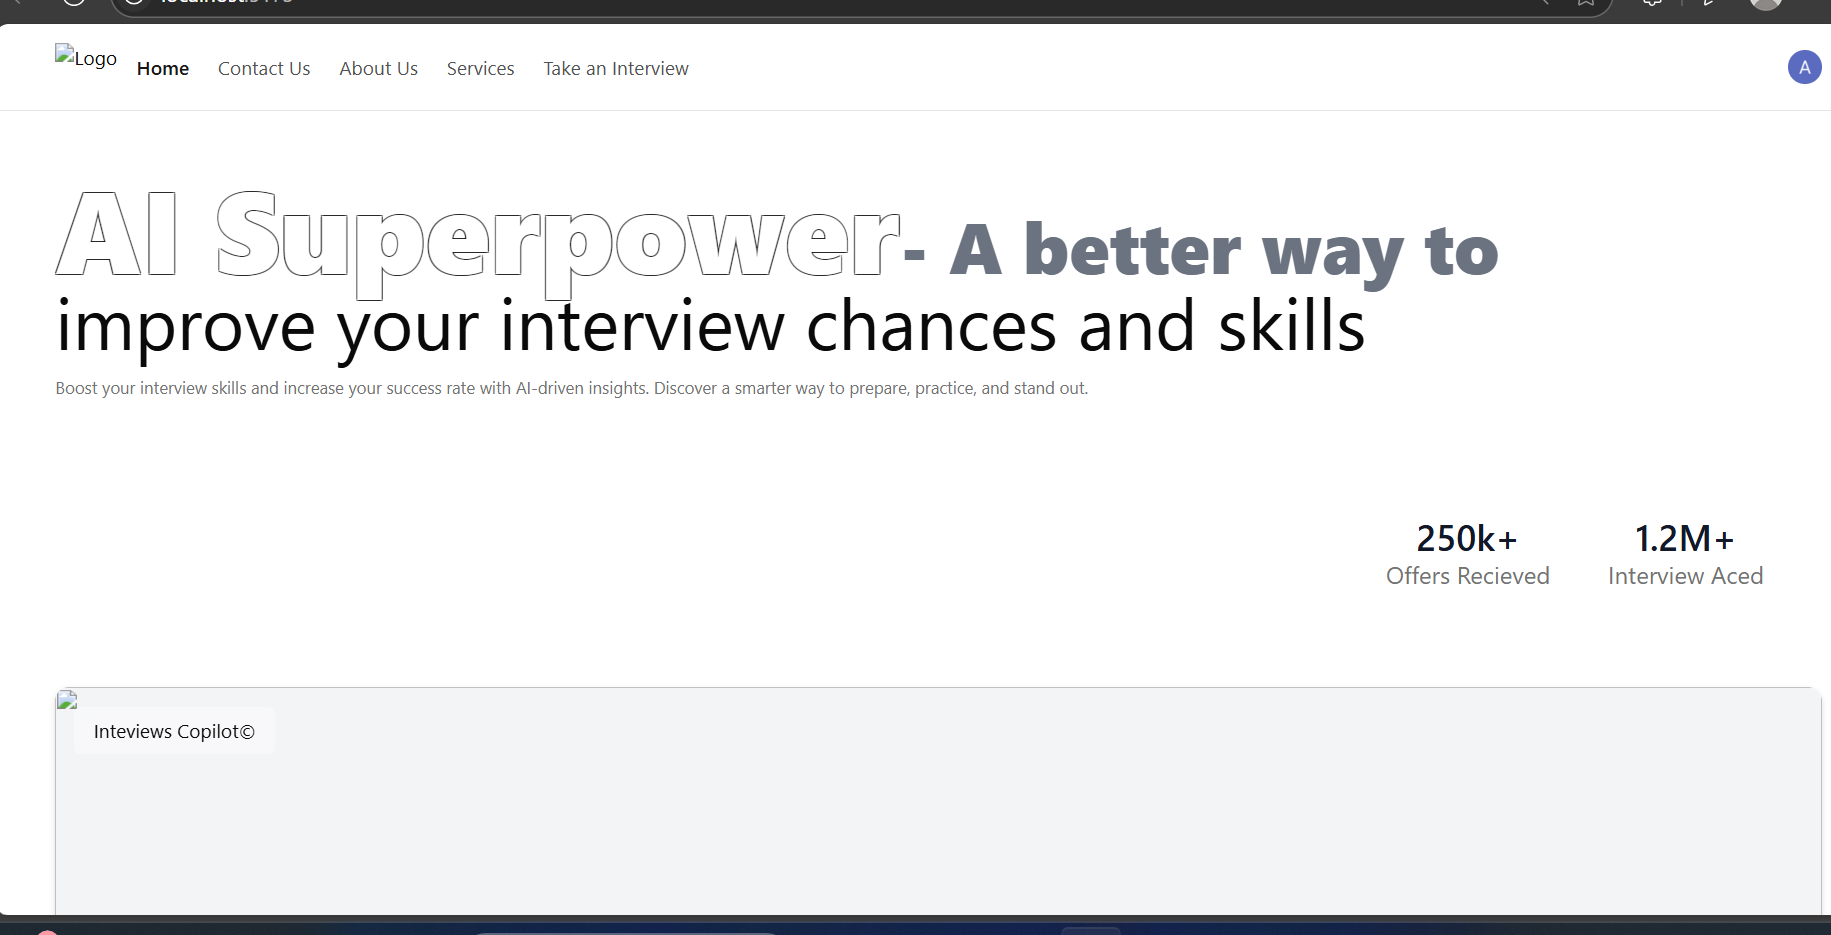 Logo Home Contact Us About Us Services Take an Interview A
AI Superpower - A better way to
improve your interview chances and skills
Boost your interview skills and increase your success rate with AI-driven insights. Discover a smarter way to prepare, practice, and stand out.
250k+ 1.2M+
Offers Recieved Interview Aced
Inteviews Copilot©